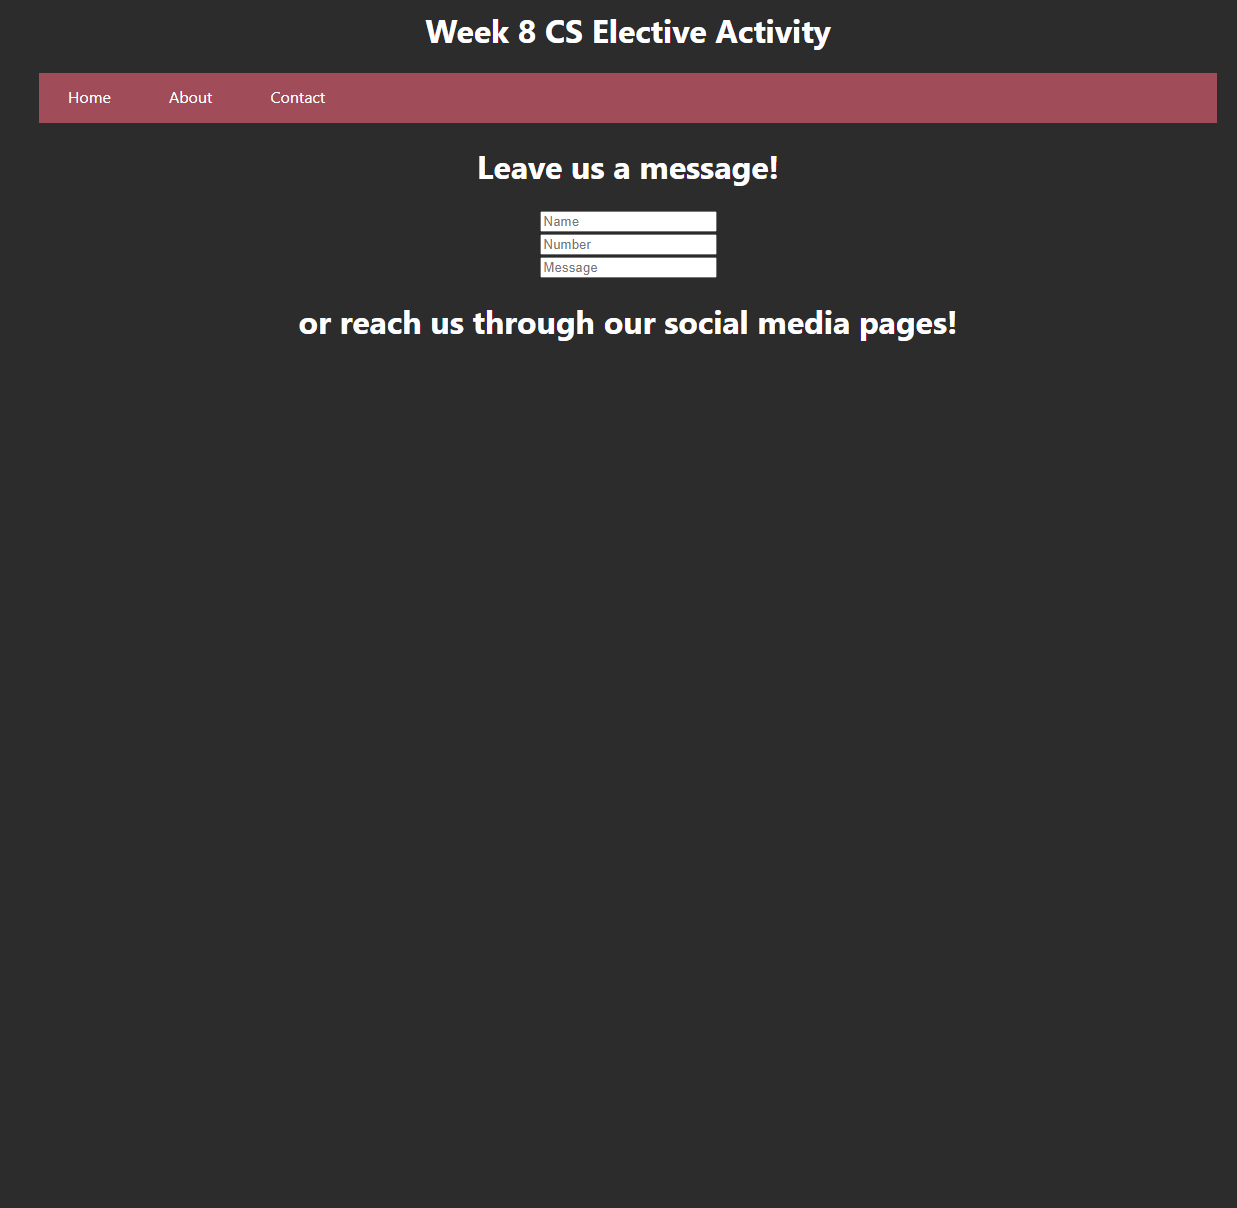 Week 8 CS Elective Activity
Home About Contact
Leave us a message!
Name
Number
Message
or reach us through our social media pages!